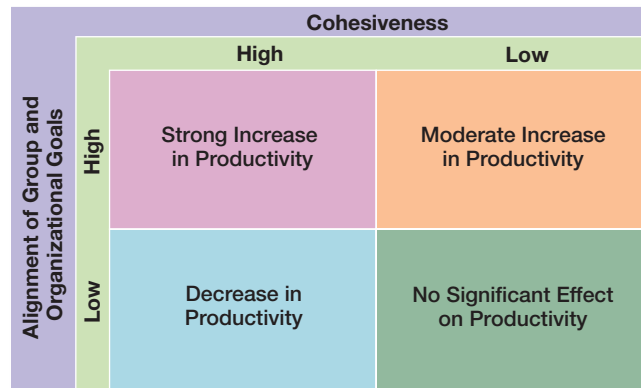 Cohesiveness
High
Low
Alignment of Group and
Organizational Goals
High
Strong Increase
in Productivity
Moderate Increase
in Productivity
Low
Decrease in
Productivity
No Significant Effect
on Productivity